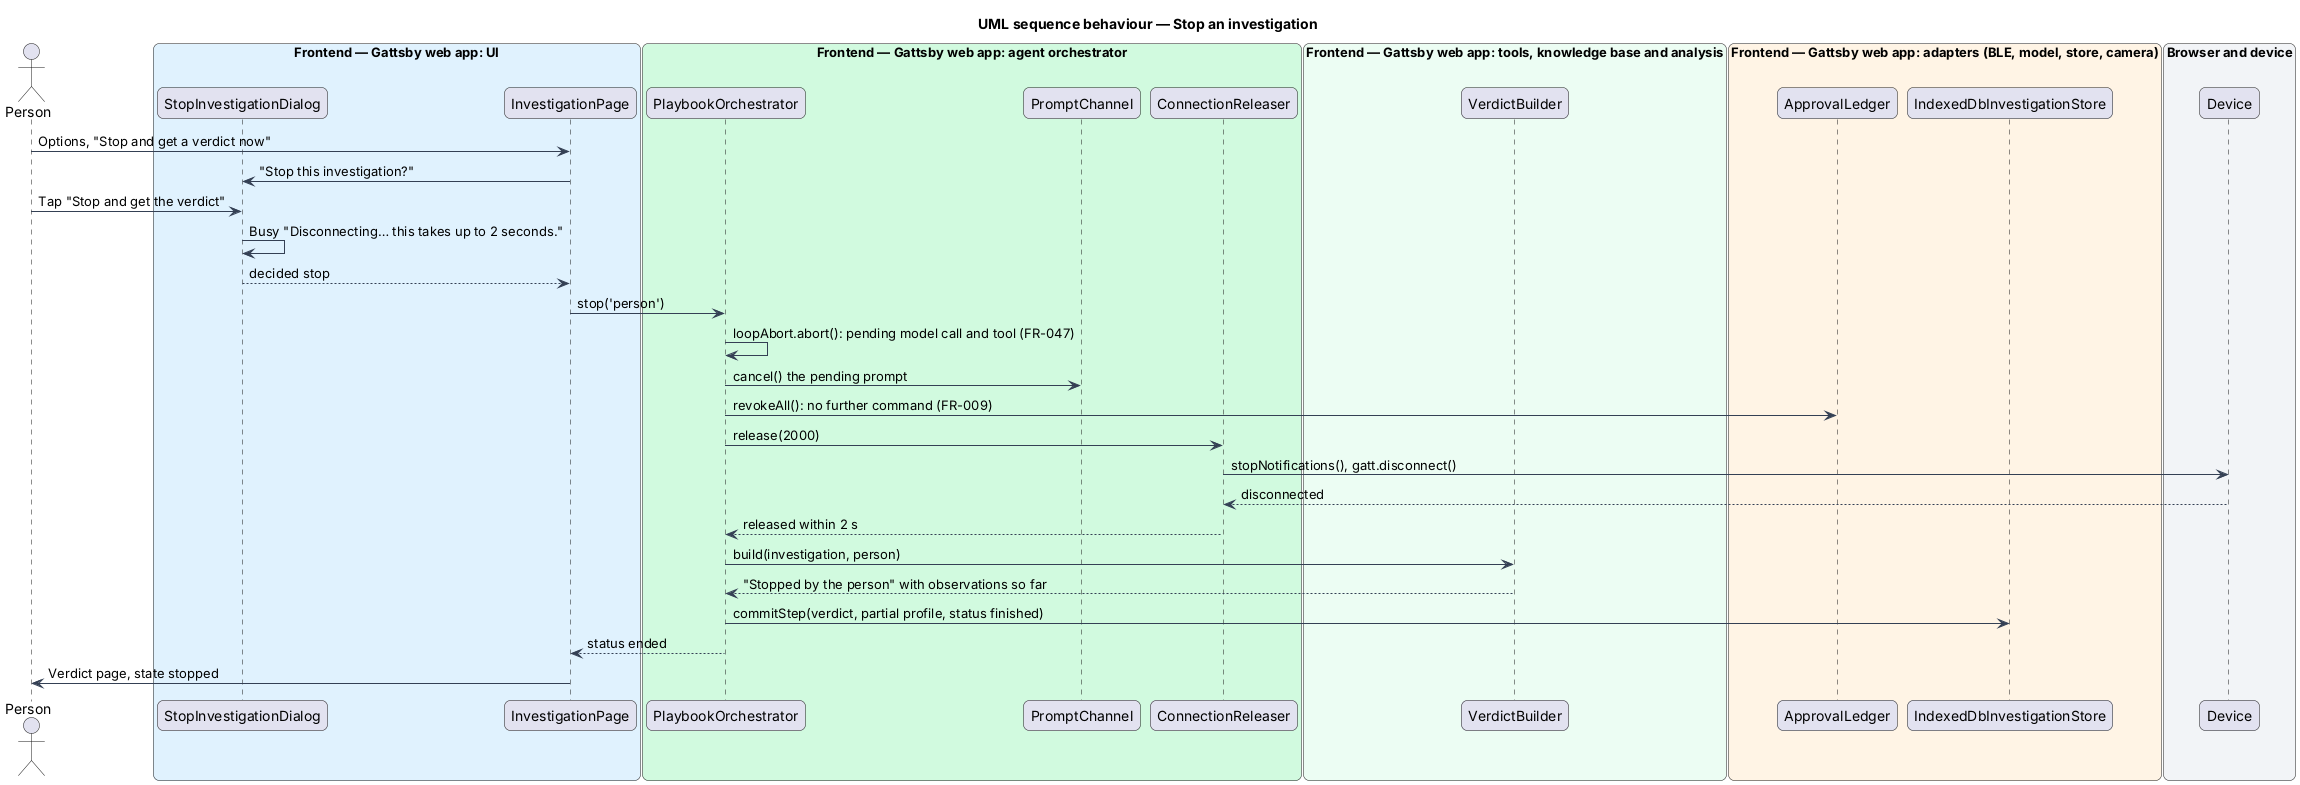 UML sequence behaviour — Stop an investigation
Frontend — Gattsby web app: UI
Frontend — Gattsby web app: agent orchestrator
Frontend — Gattsby web app: tools, knowledge base and analysis
Frontend — Gattsby web app: adapters (BLE, model, store, camera)
Browser and device
Person
StopInvestigationDialog
InvestigationPage
PlaybookOrchestrator
PromptChannel
ConnectionReleaser
VerdictBuilder
ApprovalLedger
IndexedDbInvestigationStore
Device
Options, "Stop and get a verdict now"
"Stop this investigation?"
Tap "Stop and get the verdict"
Busy "Disconnecting… this takes up to 2 seconds."
decided stop
stop('person')
loopAbort.abort(): pending model call and tool (FR-047)
cancel() the pending prompt
revokeAll(): no further command (FR-009)
release(2000)
stopNotifications(), gatt.disconnect()
disconnected
released within 2 s
build(investigation, person)
"Stopped by the person" with observations so far
commitStep(verdict, partial profile, status finished)
status ended
Verdict page, state stopped
Person
StopInvestigationDialog
InvestigationPage
PlaybookOrchestrator
PromptChannel
ConnectionReleaser
VerdictBuilder
ApprovalLedger
IndexedDbInvestigationStore
Device